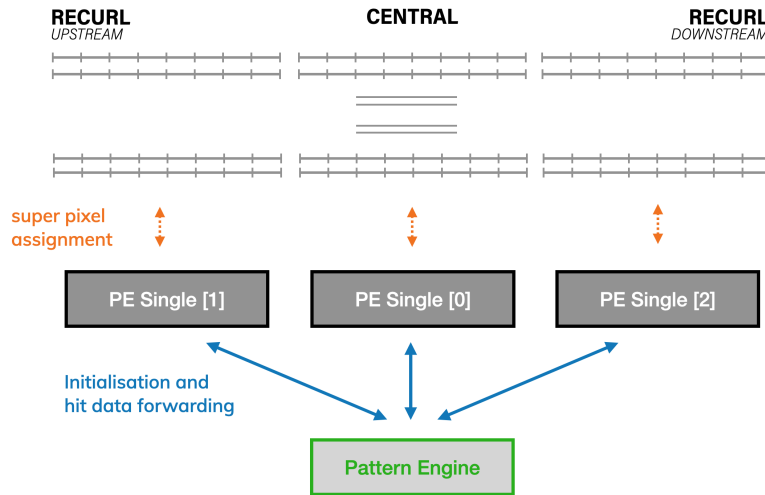 RECURL
UPSTREAM
CENTRAL
RECURL
DOWNSTREAM
super pixel
assignment
PE Single [1]
PE Single [0]
PE Single [2]
Initialisation and
hit data forwarding
Pattern Engine